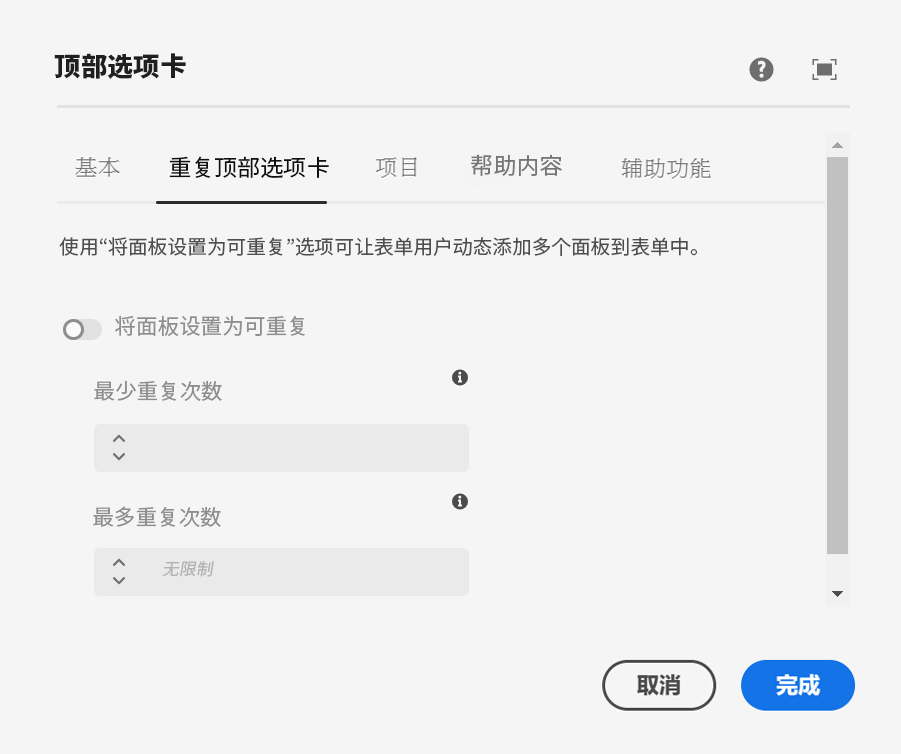 顶部选项卡
基本 重复顶部选项卡 项目 帮助内容 辅助功能
使用“将面板设置为可重复”选项可让表单用户动态添加多个面板到表单中。
将面板设置为可重复
最少重复次数
最多重复次数
无限制
取消 完成